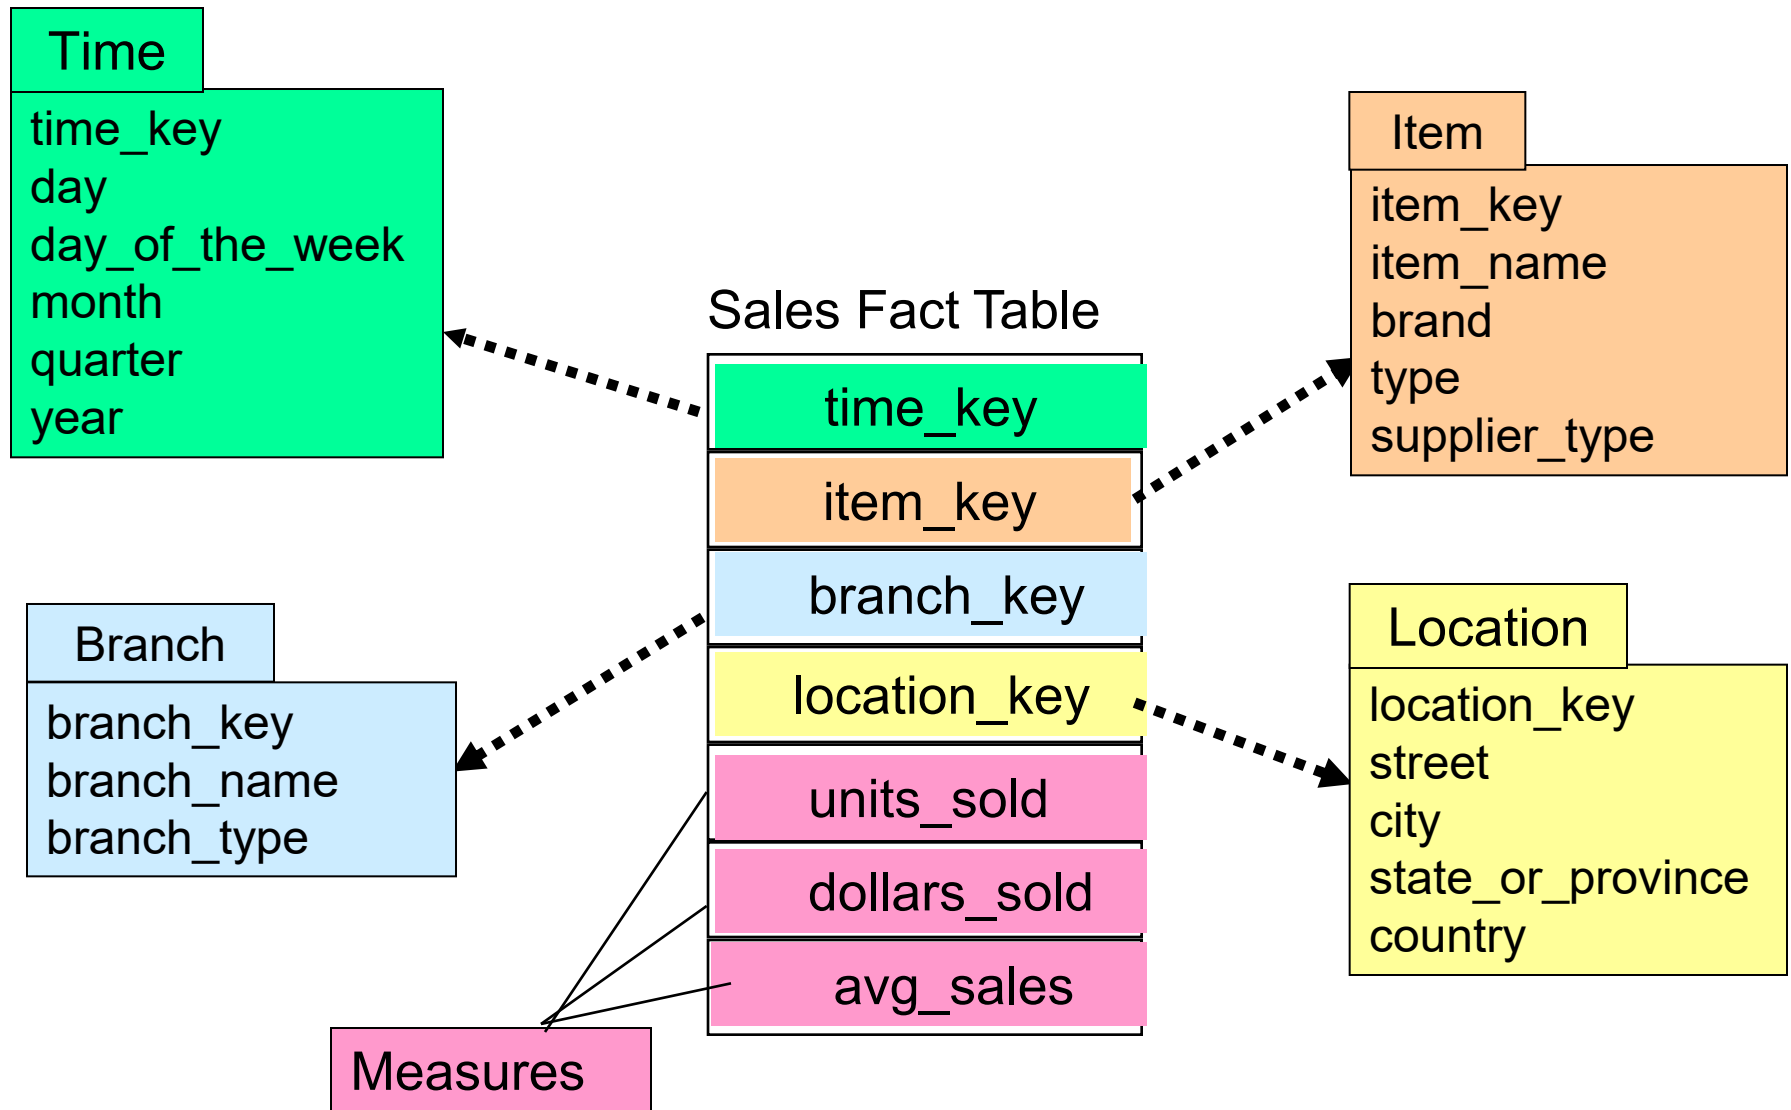 Time
time_key
day
day_of_the_week
month
quarter
year
Item
item_key
item_name
brand
type
supplier_type
Sales Fact Table
time_key
item_key
branch_key
location_key
units_sold
dollars_sold
avg_sales
Branch
branch_key
branch_name
branch_type
Location
location_key
street
city
state_or_province
country
Measures